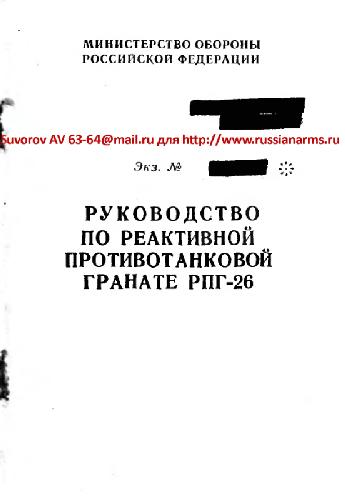 МИНИСТЕРСТВО ОБОРОНЫ
РОССИЙСКОЙ ФЕДЕРАЦИИ
Suvorov AV 63-64@mail.ru для http://www.russianarms.ru
Экз. №
РУКОВОДСТВО
ПО РЕАКТИВНОЙ
ПРОТИВОТАНКОВОЙ
ГРАНАТЕ РПГ-26